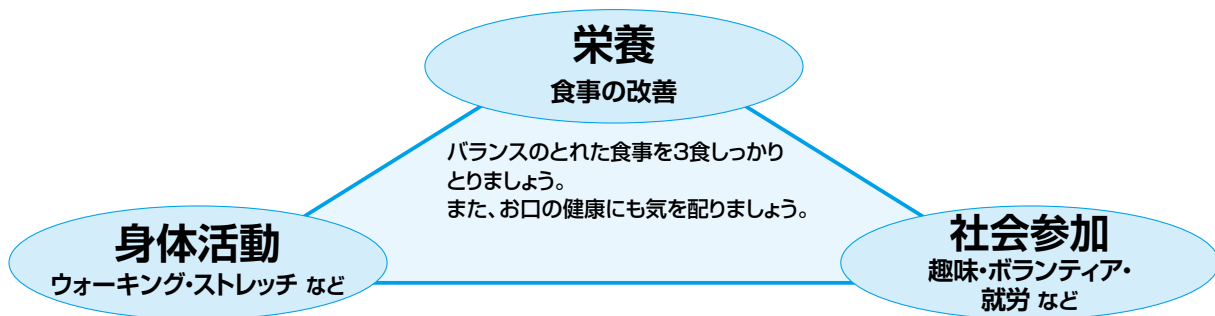 栄養
食事の改善
バランスのとれた食事を3食しっかり
とりましょう。
また、お口の健康にも気を配りましょう。
身体活動
ウォーキング・ストレッチ など
社会参加
趣味・ボランティア・
就労 など